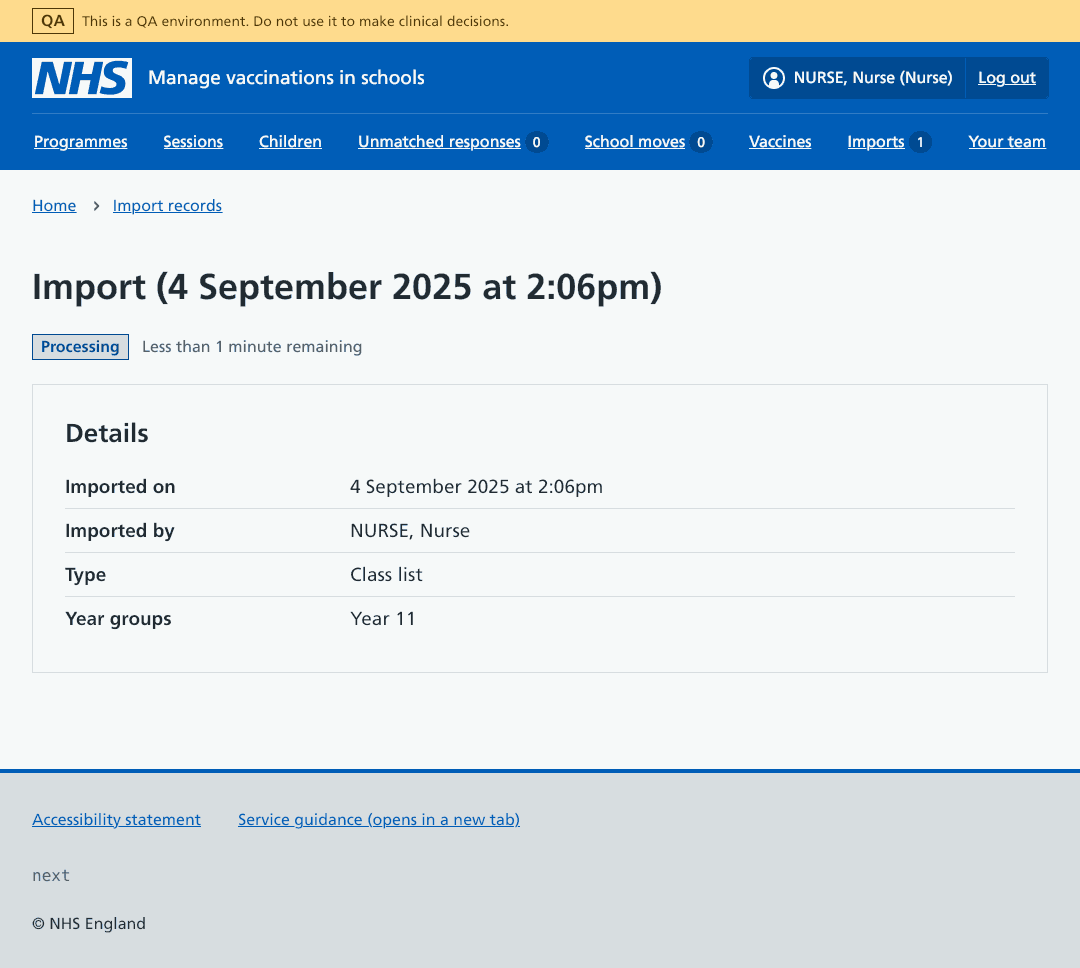 QA This is a QA environment. Do not use it to make clinical decisions.
NHS Manage vaccinations in schools NURSE, Nurse (Nurse) Log out
Programmes Sessions Children Unmatched responses 0 School moves 0 Vaccines Imports 1 Your team
Home Import records
Import (4 September 2025 at 2:06pm)
Processing Less than 1 minute remaining
Details
Imported on 4 September 2025 at 2:06pm
Imported by NURSE, Nurse
Type Class list
Year groups Year 11
Accessibility statement Service guidance (opens in a new tab)
next
© NHS England